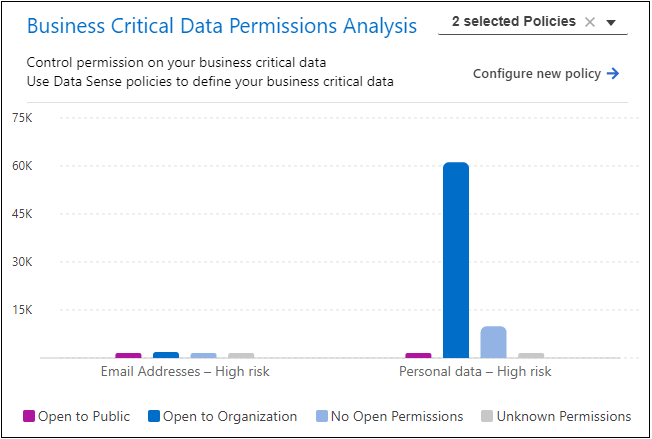 Business Critical Data Permissions Analysis
2 selected Policies
Control permission on your business critical data
Use Data Sense policies to define your business critical data
Configure new policy
75K
60K
45K
30K
15K
Email Addresses – High risk
Personal data – High risk
Open to Public
Open to Organization
No Open Permissions
Unknown Permissions